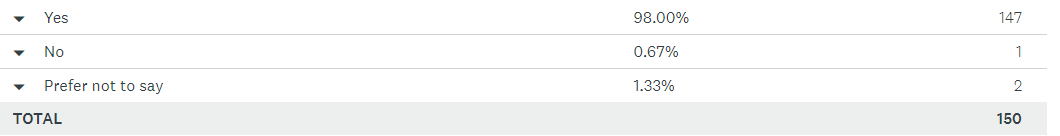 Yes 98.00% 147
No 0.67% 1
Prefer not to say 1.33% 2
TOTAL 150